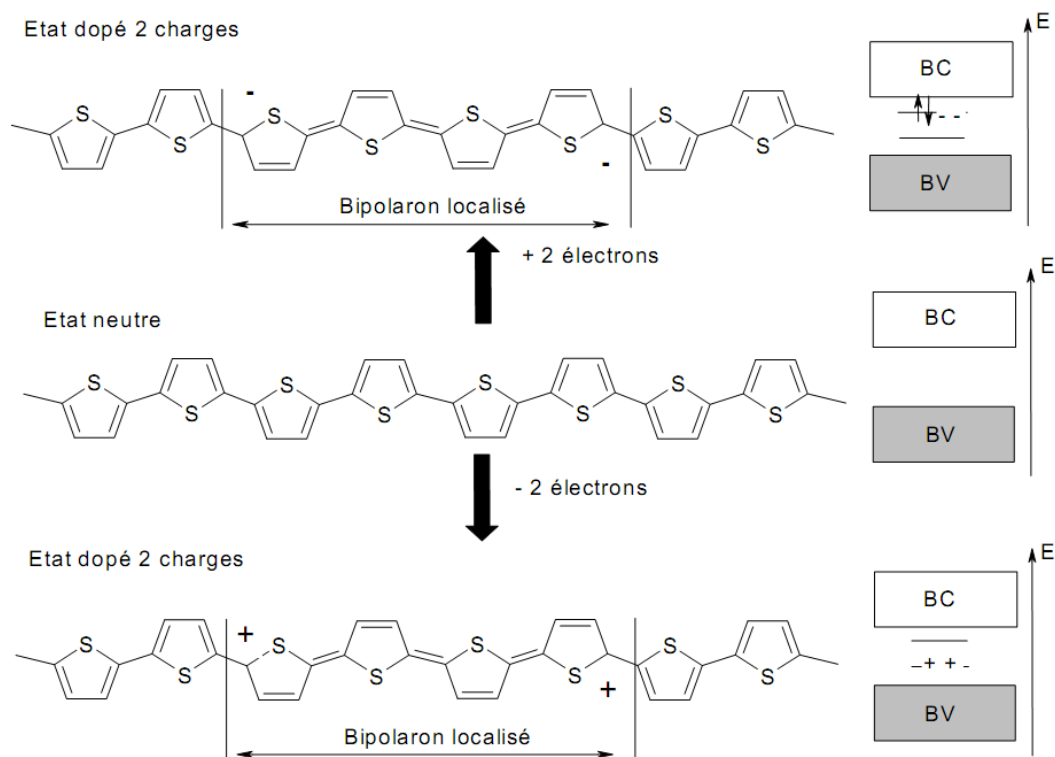 Etat dopé 2 charges
E
BC
- -
BV
-
S
S
S
S
S
S
S
S
-
Bipolaron localisé
+ 2 électrons
Etat neutre
E
BC
BV
S
S
S
S
S
S
S
S
- 2 électrons
Etat dopé 2 charges
E
BC
+ +
BV
+
S
S
S
S
S
S
S
S
+
Bipolaron localisé